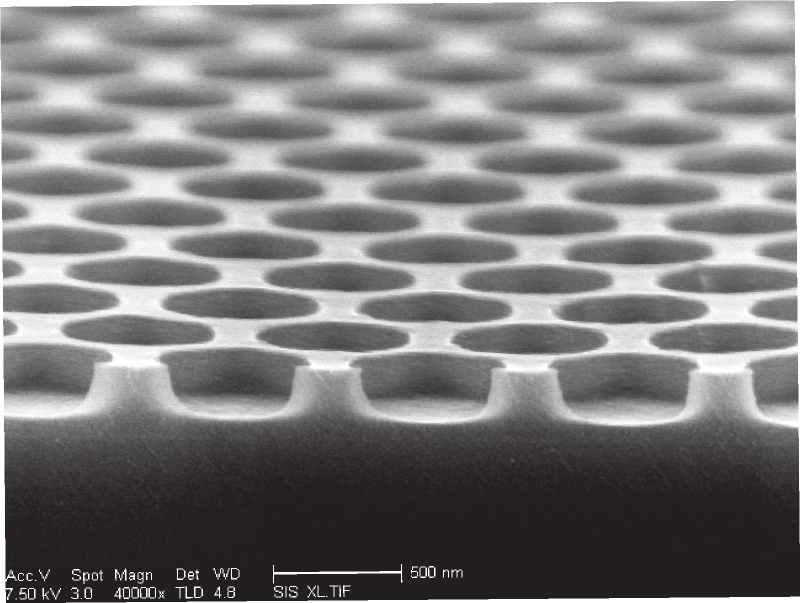 Acc.V Spot Magn Det WD 500 nm
7.50 kV 3.0 40000x TLD 4.8 SIS XL.TIF